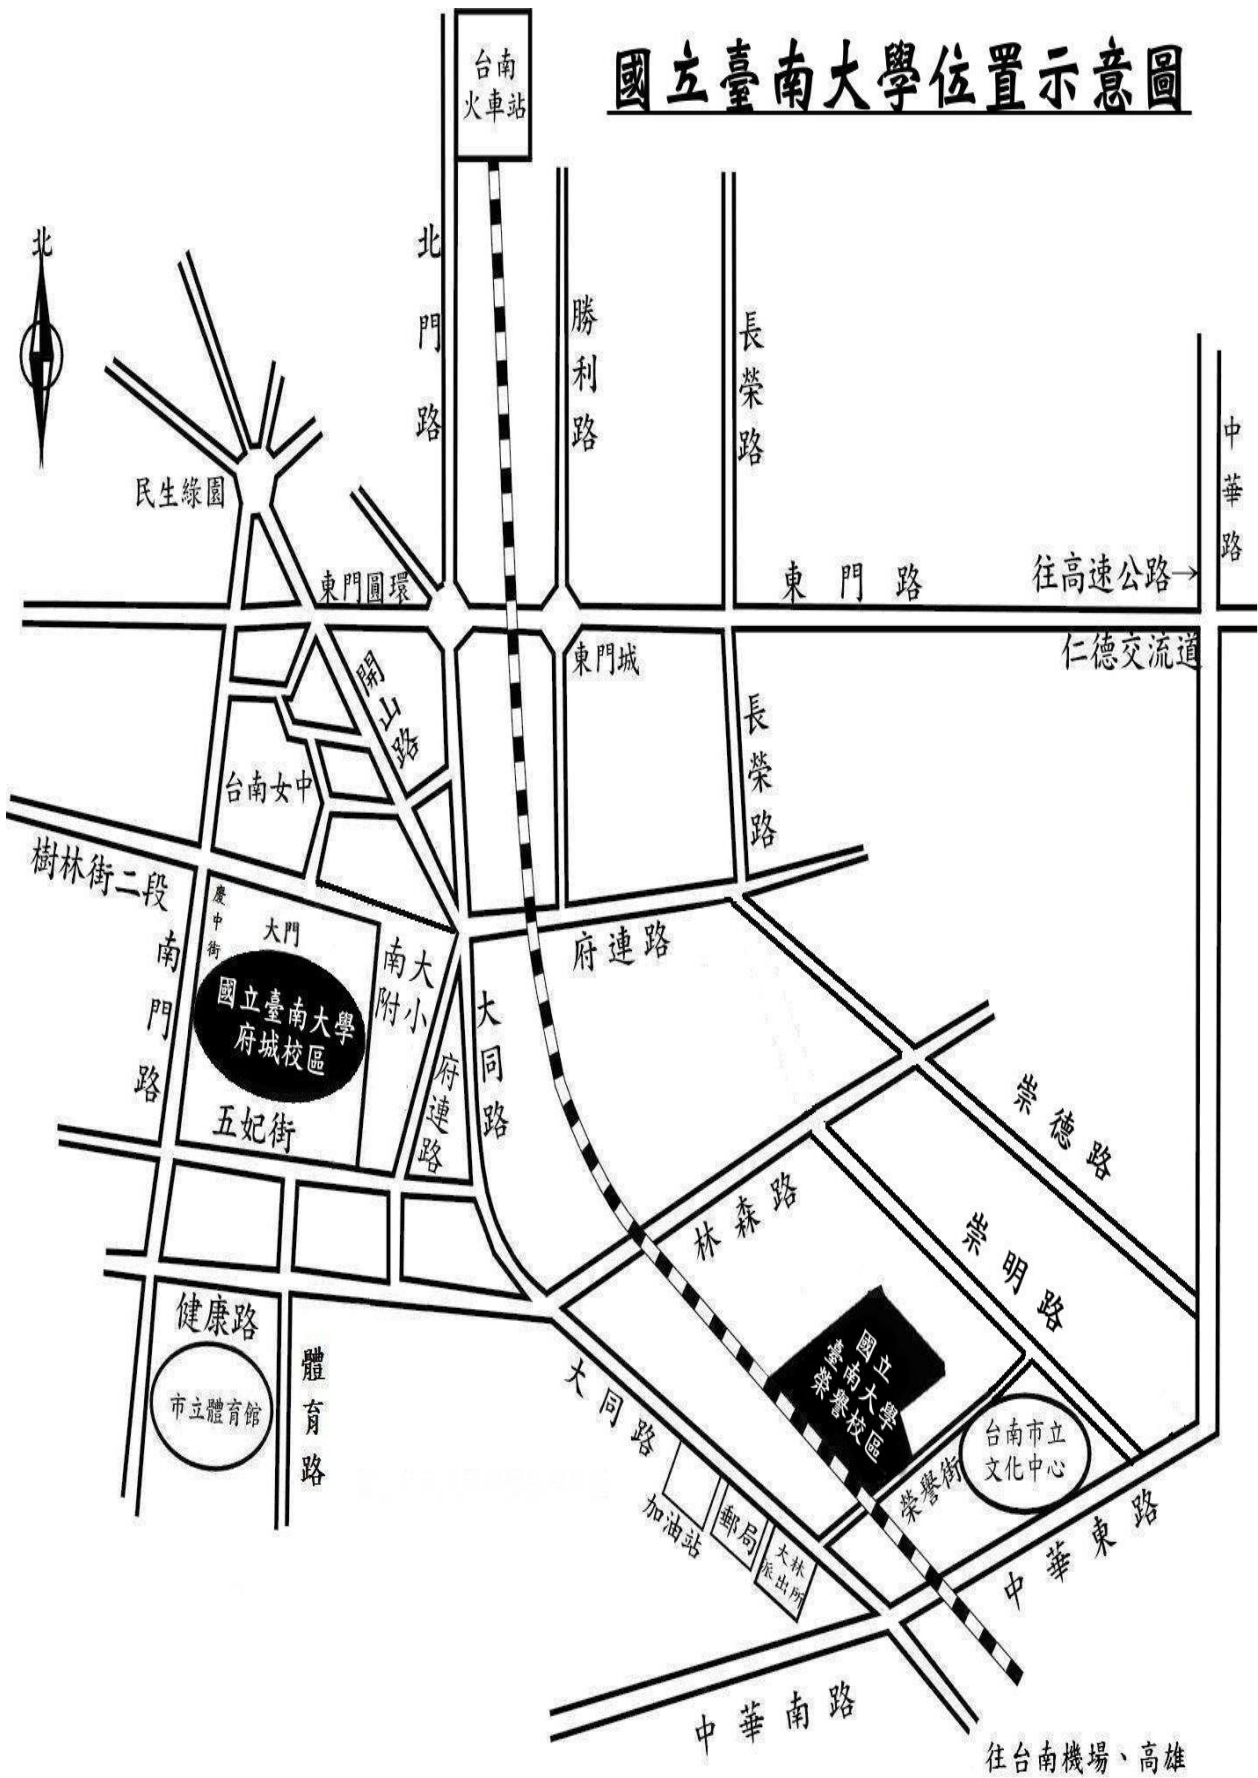 國立臺南大學位置示意圖
台南
火車站
北
北門路
勝利路
長榮路
中華路
民生綠園
東門圓環
東門路
往高速公路→
仁德交流道
東門城
開山路
長榮路
台南女中
樹林街二段
慶中街
大門
南門路
國立臺南大學
府城校區
南大
附小
府連路
大同路
府連路
五妃街
崇德路
林森路
崇明路
健康路
體育路
市立體育館
大同路
國立
臺南大學
榮譽校區
台南市立
文化中心
榮譽街
加油站
郵局
大林
派出所
中華東路
中華南路
往台南機場、高雄